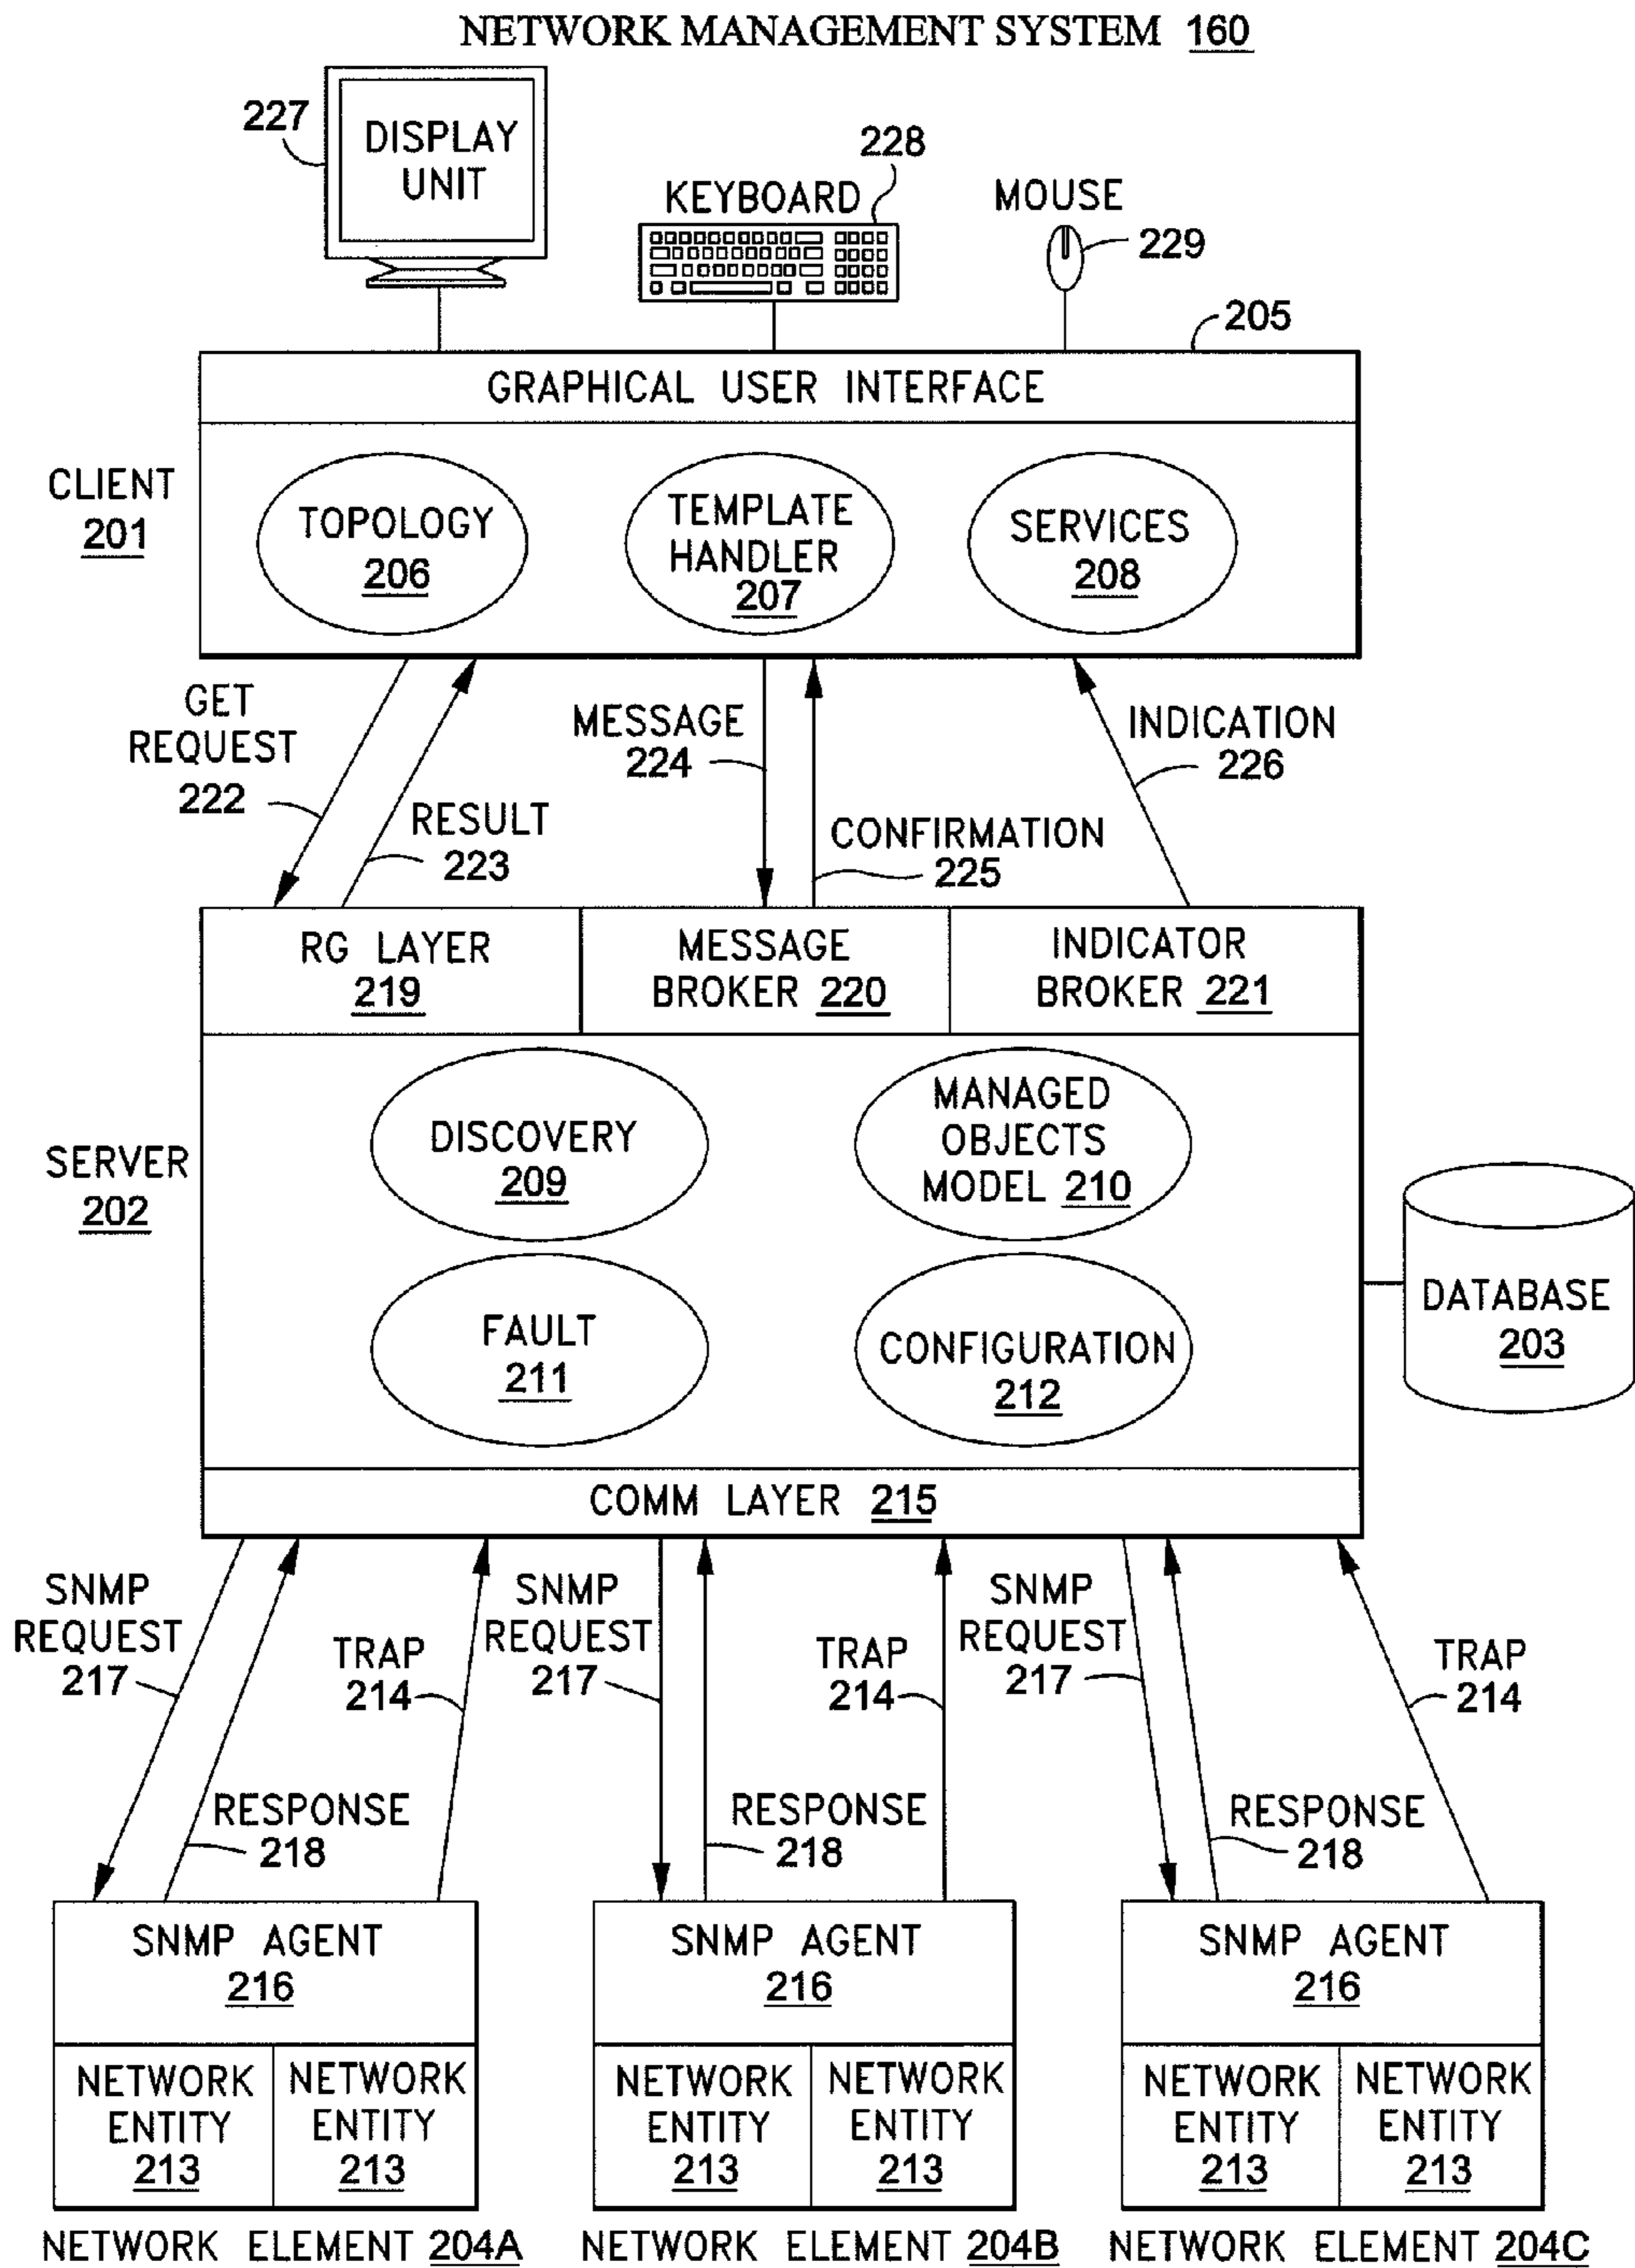 NETWORK MANAGEMENT SYSTEM 160
227
DISPLAY
UNIT
228
KEYBOARD
MOUSE
229
205
GRAPHICAL USER INTERFACE
CLIENT
201
TOPOLOGY
206
TEMPLATE
HANDLER
207
SERVICES
208
GET
REQUEST
222
RESULT
223
MESSAGE
224
CONFIRMATION
225
INDICATION
226
RG LAYER
219
MESSAGE
BROKER 220
INDICATOR
BROKER 221
SERVER
202
DISCOVERY
209
MANAGED
OBJECTS
MODEL 210
FAULT
211
CONFIGURATION
212
DATABASE
203
COMM LAYER 215
SNMP
REQUEST
217
TRAP
214
RESPONSE
218
SNMP
REQUEST
217
TRAP
214
RESPONSE
218
SNMP
REQUEST
217
TRAP
214
RESPONSE
218
SNMP AGENT
216
NETWORK
ENTITY
213
NETWORK
ENTITY
213
NETWORK ELEMENT 204A
SNMP AGENT
216
NETWORK
ENTITY
213
NETWORK
ENTITY
213
NETWORK ELEMENT 204B
SNMP AGENT
216
NETWORK
ENTITY
213
NETWORK
ENTITY
213
NETWORK ELEMENT 204C